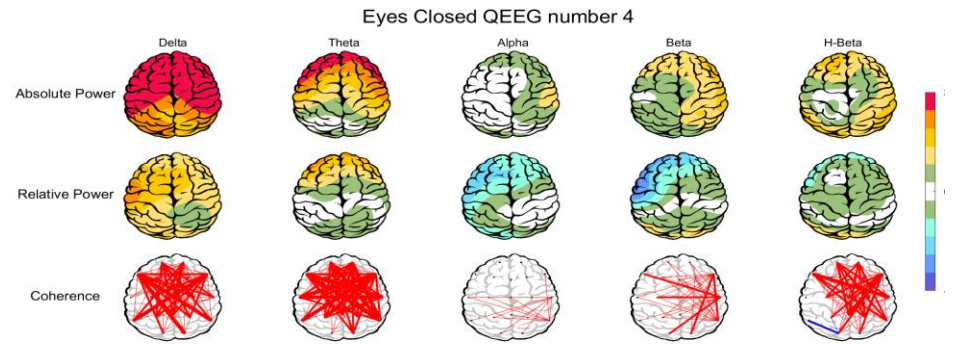 Eyes Closed QEEG number 4
Delta Theta Alpha Beta H-Beta
Absolute Power
Relative Power
Coherence